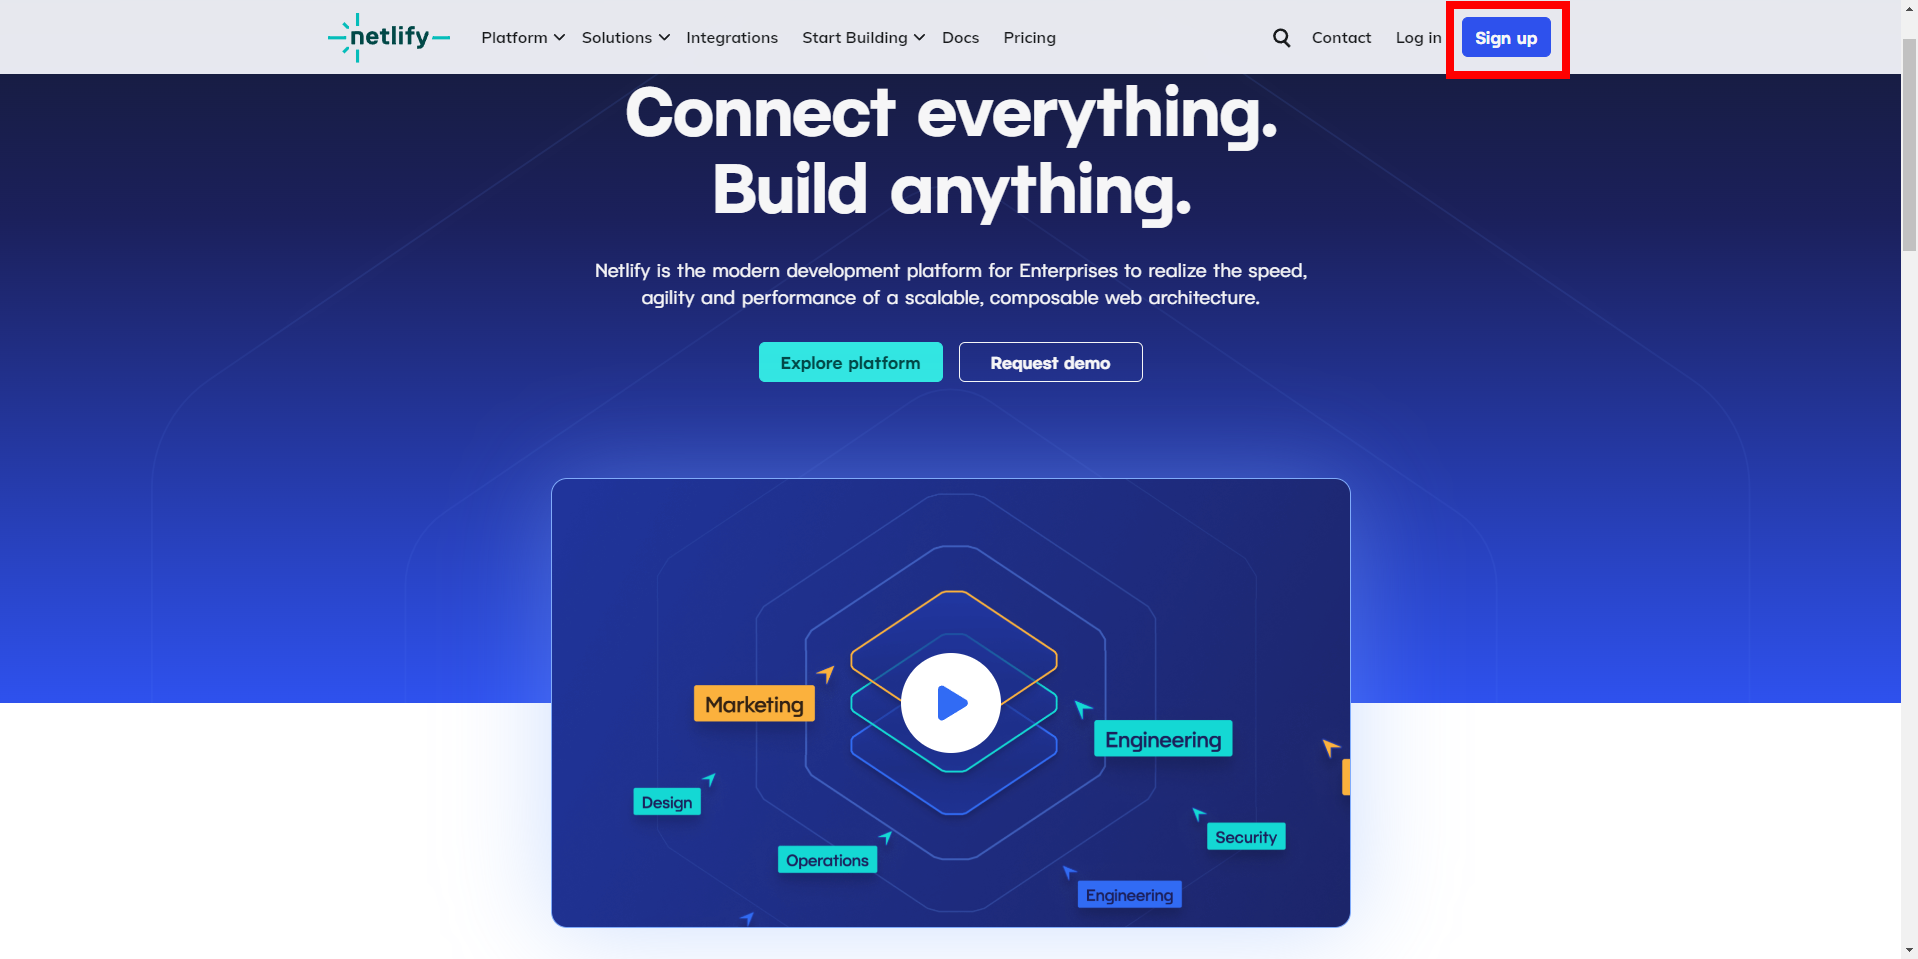 netlify Platform Solutions Integrations Start Building Docs Pricing Contact Log in Sign up
Connect everything.
Build anything.
Netlify is the modern development platform for Enterprises to realize the speed,
agility and performance of a scalable, composable web architecture.
Explore platform Request demo
Marketing
Engineering
Design
Security
Operations
Engineering